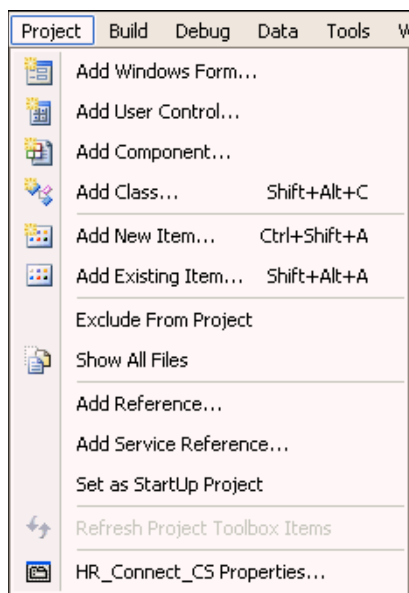 Project Build Debug Data Tools
Add Windows Form...
Add User Control...
Add Component...
Add Class... Shift+Alt+C
Add New Item... Ctrl+Shift+A
Add Existing Item... Shift+Alt+A
Exclude From Project
Show All Files
Add Reference...
Add Service Reference...
Set as StartUp Project
Refresh Project Toolbox Items
HR_Connect_CS Properties...